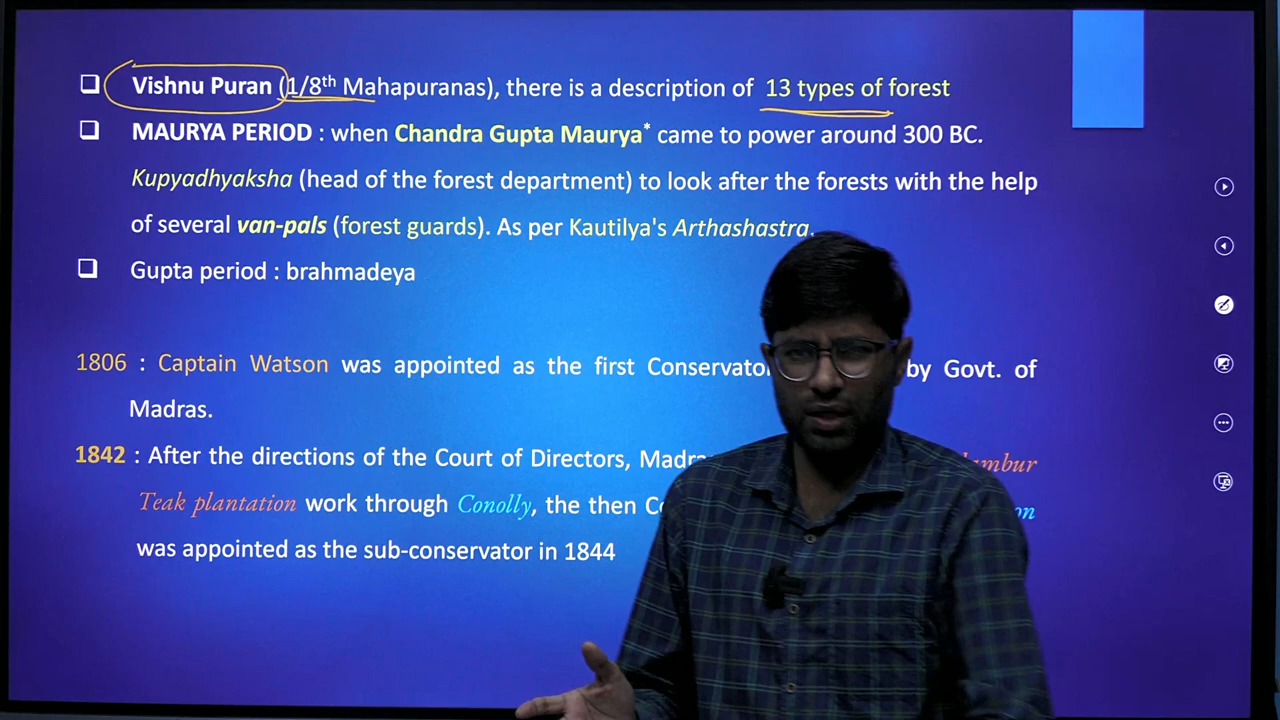 Vishnu Puran (1/8th Mahapuranas), there is a description of 13 types of forest
MAURYA PERIOD : when Chandra Gupta Maurya* came to power around 300 BC.
Kupyadhyaksha (head of the forest department) to look after the forests with the help
of several van-pals (forest guards). As per Kautilya's Arthashastra.
Gupta period : brahmadeya
1806 : Captain Watson was appointed as the first by Govt. of
Madras.
1842 : After the directions of the Court of Directors,
Teak plantation work through Conolly, the then
was appointed as the sub-conservator in 1844